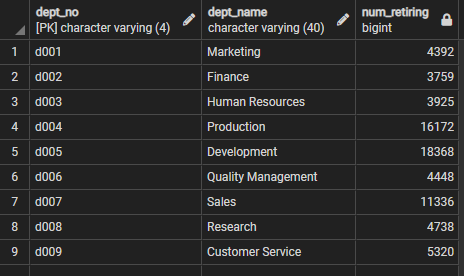 dept_no dept_name num_retiring
[PK] character varying (4) character varying (40) bigint
1 d001 Marketing 4392
2 d002 Finance 3759
3 d003 Human Resources 3925
4 d004 Production 16172
5 d005 Development 18368
6 d006 Quality Management 4448
7 d007 Sales 11336
8 d008 Research 4738
9 d009 Customer Service 5320